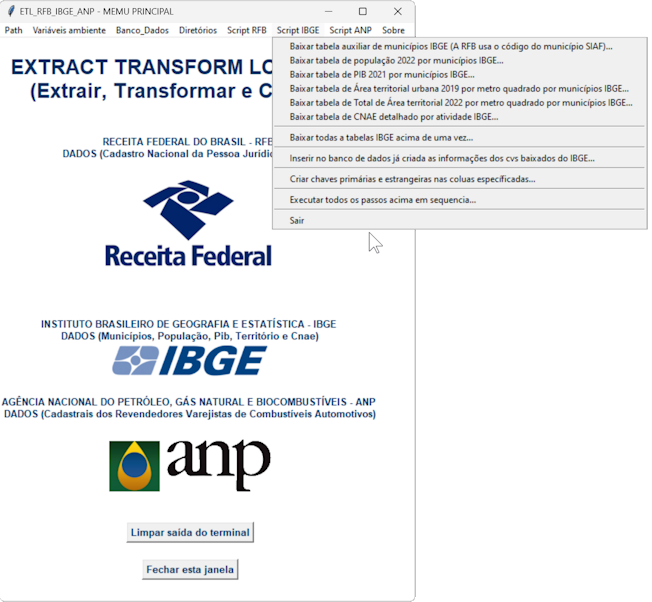 ETL_RFB_IBGE_ANP - MEMU PRINCIPAL
Path Variáveis ambiente Banco_Dados Diretórios Script RFB Script IBGE Script ANP Sobre
Baixar tabela auxiliar de municípios IBGE (A RFB usa o código do município SIAF)...
Baixar tabela de população 2022 por municípios IBGE...
Baixar tabela de PIB 2021 por municípios IBGE...
Baixar tabela de Área territorial urbana 2019 por metro quadrado por municípios IBGE...
Baixar tabela de Total de Área territorial 2022 por metro quadrado por municípios IBGE...
Baixar tabela de CNAE detalhado por atividade IBGE...
Baixar todas a tabelas IBGE acima de uma vez...
Inserir no banco de dados já criada as informações dos cvs baixados do IBGE...
Criar chaves primárias e estrangeiras nas coluas especificadas...
Executar todos os passos acima em sequencia...
Sair
EXTRACT TRANSFORM LO
(Extrair, Transformar e C
RECEITA FEDERAL DO BRASIL - RFB
DADOS (Cadastro Nacional da Pessoa Jurídic
Receita Federal
INSTITUTO BRASILEIRO DE GEOGRAFIA E ESTATÍSTICA - IBGE
DADOS (Municípios, População, Pib, Território e Cnae)
IBGE
AGÊNCIA NACIONAL DO PETRÓLEO, GÁS NATURAL E BIOCOMBUSTÍVEIS - ANP
DADOS (Cadastrais dos Revendedores Varejistas de Combustíveis Automotivos)
anp
Limpar saída do terminal
Fechar esta janela